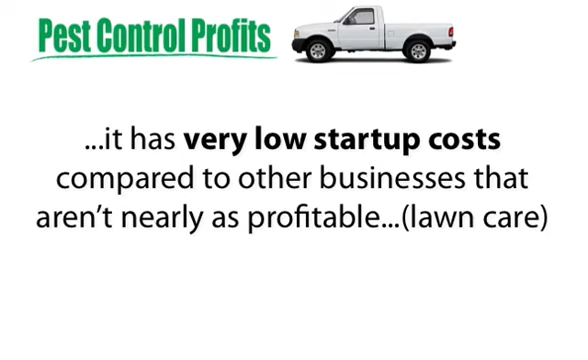 Pest Control Profits
...it has very low startup costs
compared to other businesses that
aren't nearly as profitable...(lawn care)